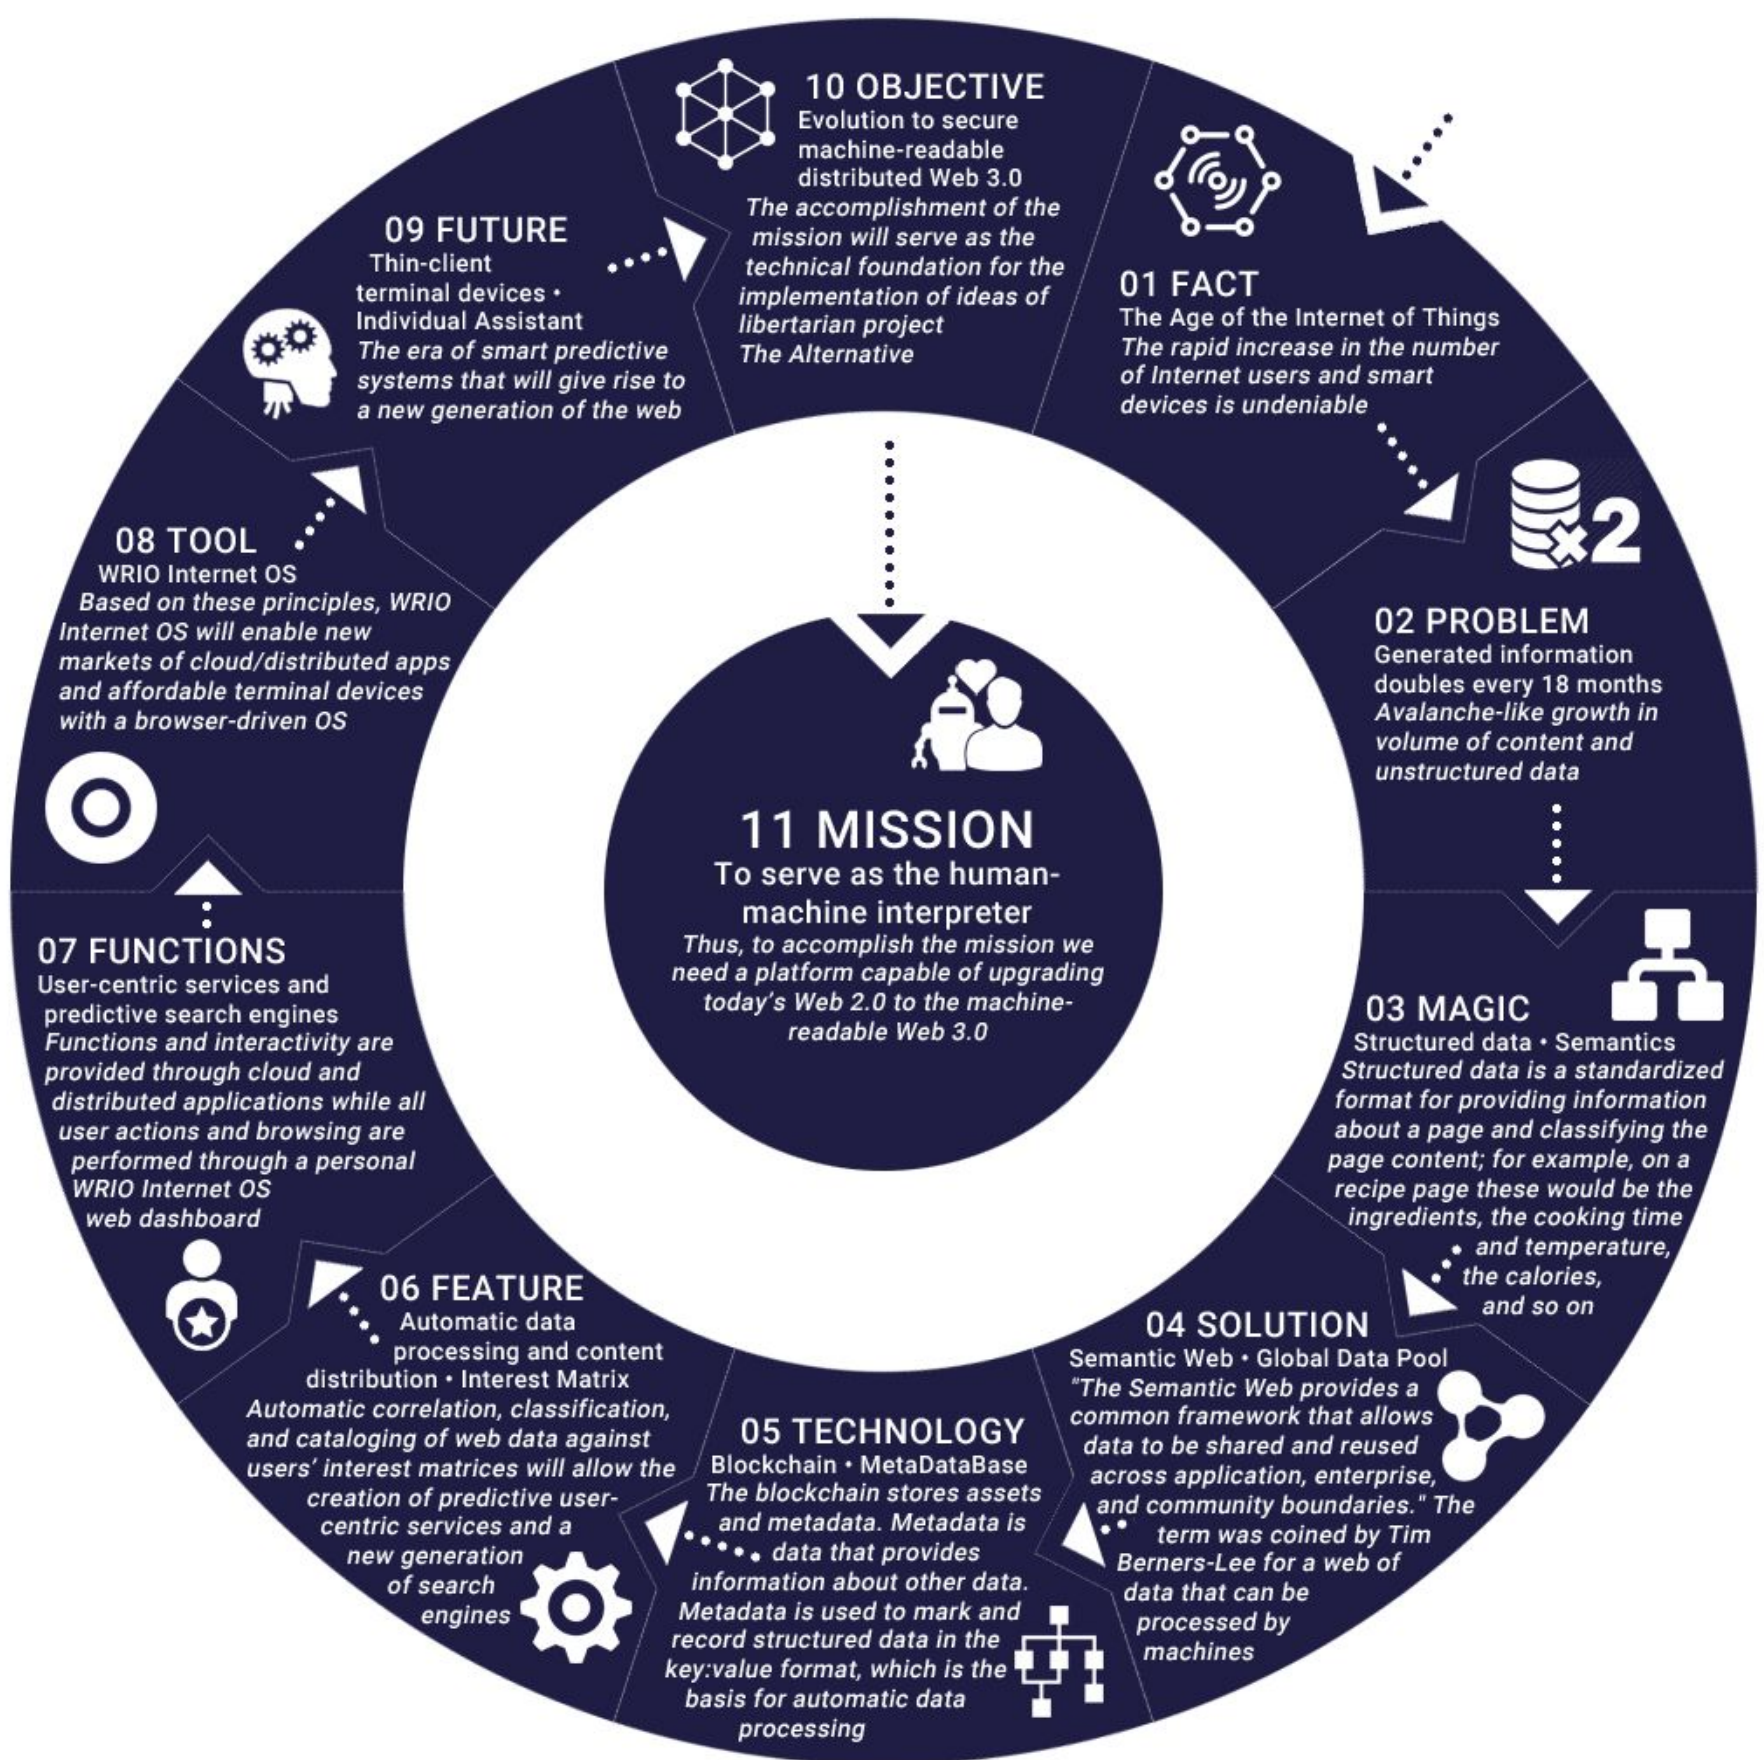 10 OBJECTIVE
Evolution to secure
machine-readable
distributed Web 3.0
The accomplishment of the
mission will serve as the
technical foundation for the
implementation of ideas of
libertarian project
The Alternative
01 FACT
The Age of the Internet of Things
The rapid increase in the number
of Internet users and smart
devices is undeniable
x2
02 PROBLEM
Generated information
doubles every 18 months
Avalanche-like growth in
volume of content and
unstructured data
03 MAGIC
Structured data • Semantics
Structured data is a standardized
format for providing information
about a page and classifying the
page content; for example, on a
recipe page these would be the
ingredients, the cooking time
and temperature,
the calories,
and so on
04 SOLUTION
Semantic Web • Global Data Pool
"The Semantic Web provides a
common framework that allows
data to be shared and reused
across application, enterprise,
and community boundaries." The
term was coined by Tim
Berners-Lee for a web of
data that can be
processed by
machines
05 TECHNOLOGY
Blockchain • MetaDataBase
The blockchain stores assets
and metadata. Metadata is
data that provides
information about other data.
Metadata is used to mark and
record structured data in the
key:value format, which is the
basis for automatic data
processing
06 FEATURE
Automatic data
processing and content
distribution • Interest Matrix
Automatic correlation, classification,
and cataloging of web data against
users' interest matrices will allow the
creation of predictive user-
centric services and a
new generation
of search
engines
07 FUNCTIONS
User-centric services and
predictive search engines
Functions and interactivity are
provided through cloud and
distributed applications while all
user actions and browsing are
performed through a personal
WRIO Internet OS
web dashboard
08 TOOL
WRIO Internet OS
Based on these principles, WRIO
Internet OS will enable new
markets of cloud/distributed apps
and affordable terminal devices
with a browser-driven OS
09 FUTURE
Thin-client
terminal devices •
Individual Assistant
The era of smart predictive
systems that will give rise to
a new generation of the web
11 MISSION
To serve as the human-
machine interpreter
Thus, to accomplish the mission we
need a platform capable of upgrading
today's Web 2.0 to the machine-
readable Web 3.0